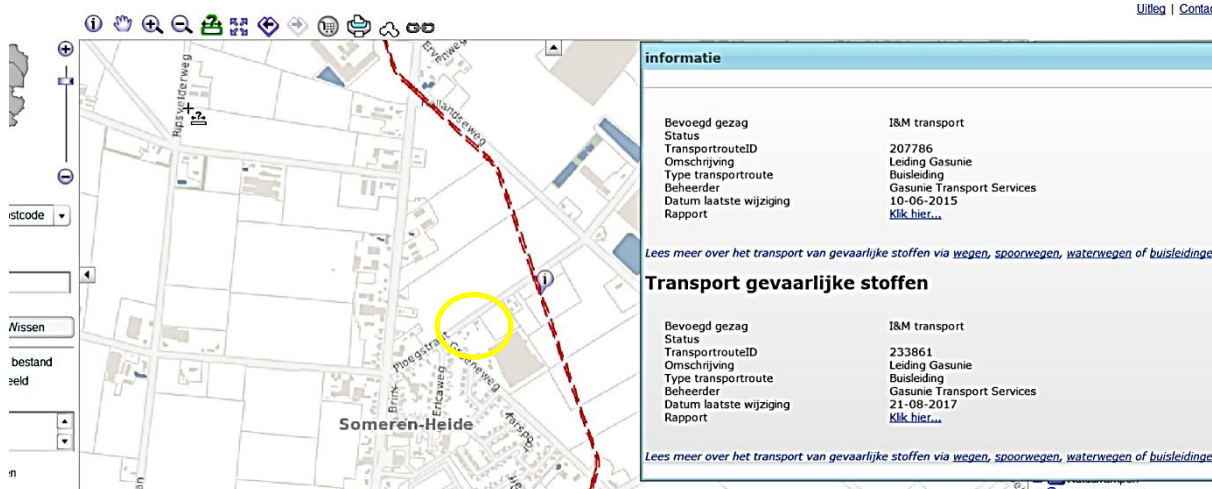 Uitleg | Contac
informatie
Bevoegd gezag I&M transport
Status
TransportrouteID 207786
Omschrijving Leiding Gasunie
Type transportroute Buisleiding
Beheerder Gasunie Transport Services
Datum laatste wijziging 10-06-2015
Rapport Klik hier...
Lees meer over het transport van gevaarlijke stoffen via wegen, spoorwegen, waterwegen of buisleidinge
Transport gevaarlijke stoffen
Bevoegd gezag I&M transport
Status
TransportrouteID 233861
Omschrijving Leiding Gasunie
Type transportroute Buisleiding
Beheerder Gasunie Transport Services
Datum laatste wijziging 21-08-2017
Rapport Klik hier...
Lees meer over het transport van gevaarlijke stoffen via wegen, spoorwegen, waterwegen of buisleidinge
Ripsvelderweg
Ploegstraat
Groeneweg
Ericaweg
Brink
Someren-Heide
stcode
Wissen
bestand
eeld
en